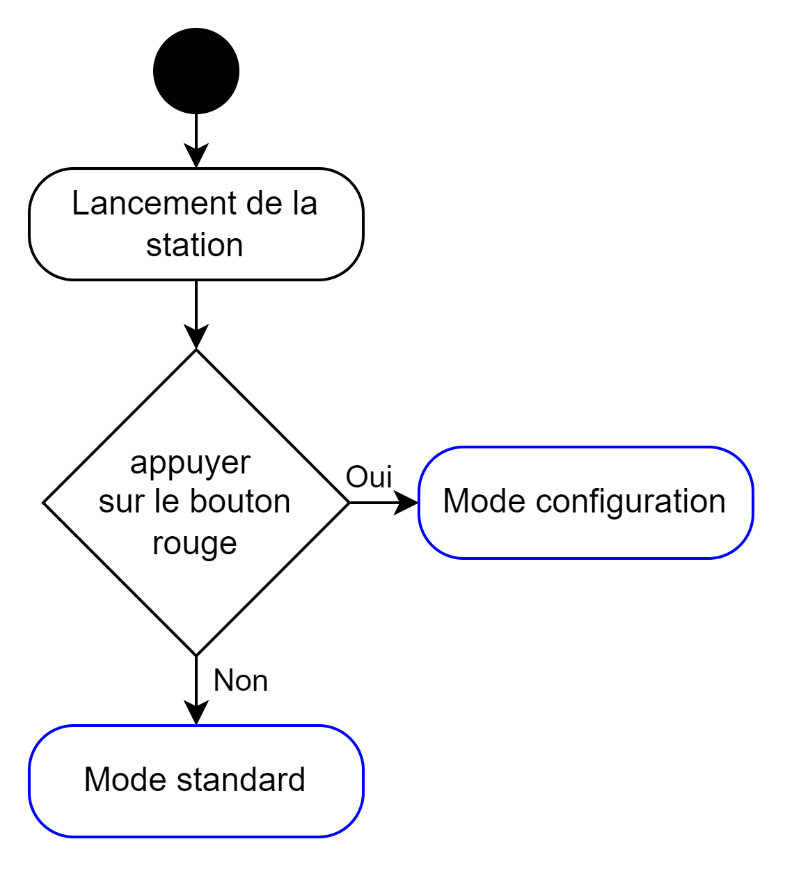 Lancement de la
station
appuyer
sur le bouton
rouge
Oui
Mode configuration
Non
Mode standard